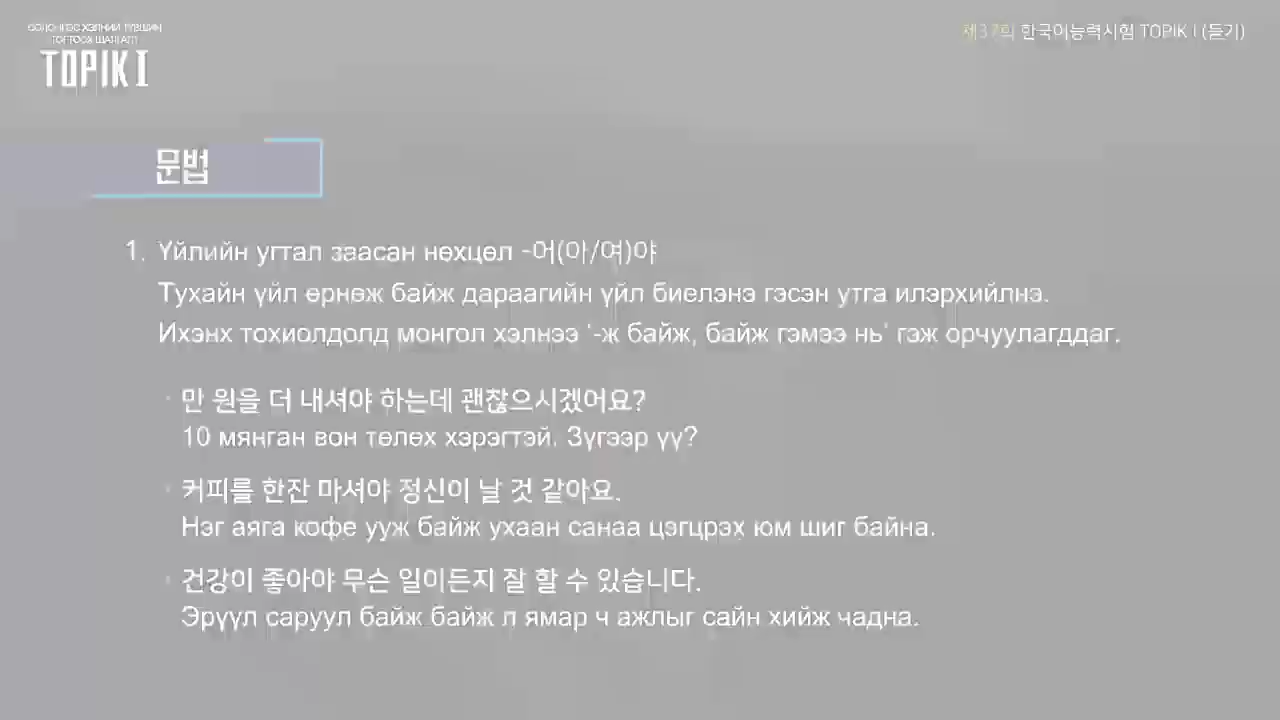 TOPIK I
제37회 한국어능력시험 TOPIK I (듣기)
문법
1. Үйлийн угтал заасан нөхцөл -어(아/여)야
Тухайн үйл өрнөж байж дараагийн үйл биелэнэ гэсэн утга илэрхийлнэ.
Ихэнх тохиолдолд монгол хэлнээ ‘-ж байж, байж гэмээ нь’ гэж орчуулагддаг.
· 만 원을 더 내셔야 하는데 괜찮으시겠어요?
10 мянган вон төлөх хэрэгтэй. Зүгээр үү?
· 커피를 한잔 마셔야 정신이 날 것 같아요.
Нэг аяга кофе ууж байж ухаан санаа цэгцрэх юм шиг байна.
· 건강이 좋아야 무슨 일이든지 잘 할 수 있습니다.
Эрүүл саруул байж байж л ямар ч ажлыг сайн хийж чадна.